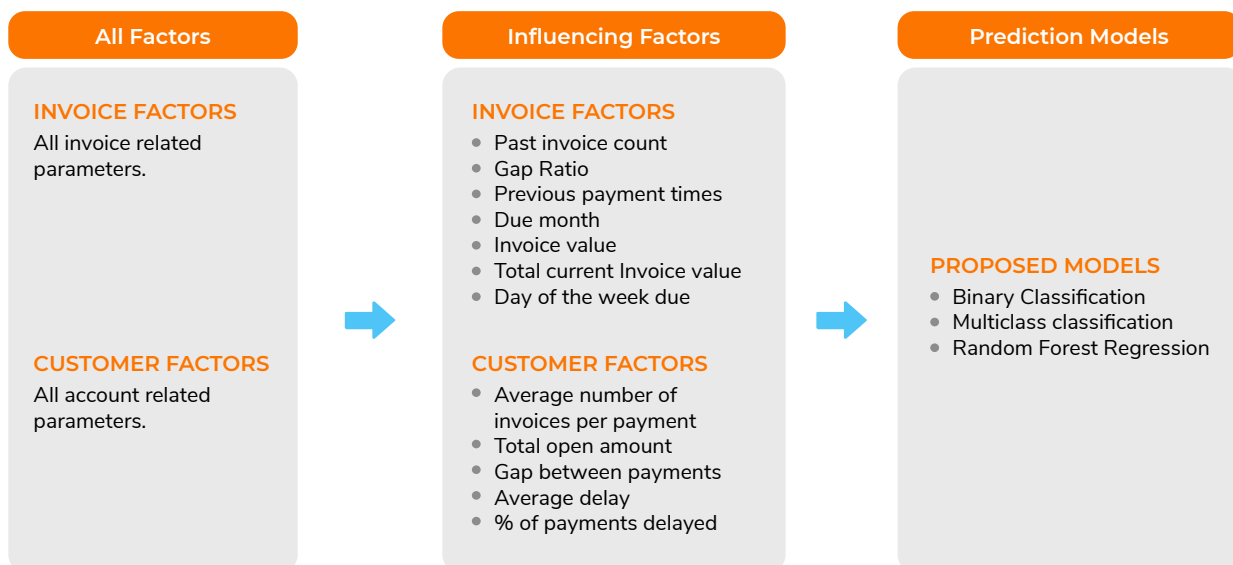 All Factors
INVOICE FACTORS
All invoice related
parameters.
CUSTOMER FACTORS
All account related
parameters.
Influencing Factors
INVOICE FACTORS
Past invoice count
Gap Ratio
Previous payment times
Due month
Invoice value
Total current Invoice value
Day of the week due
CUSTOMER FACTORS
Average number of
invoices per payment
Total open amount
Gap between payments
Average delay
% of payments delayed
Prediction Models
PROPOSED MODELS
Binary Classification
Multiclass classification
Random Forest Regression